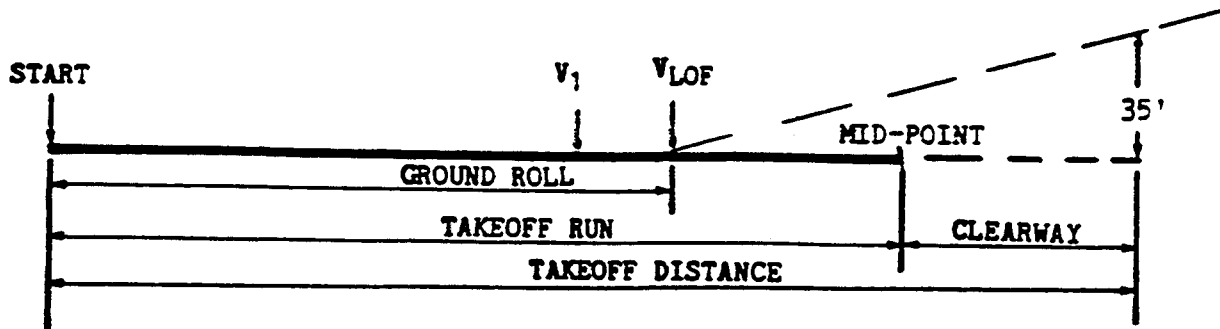 START
V1
VLOF
35'
MID-POINT
GROUND ROLL
TAKEOFF RUN
CLEARWAY
TAKEOFF DISTANCE